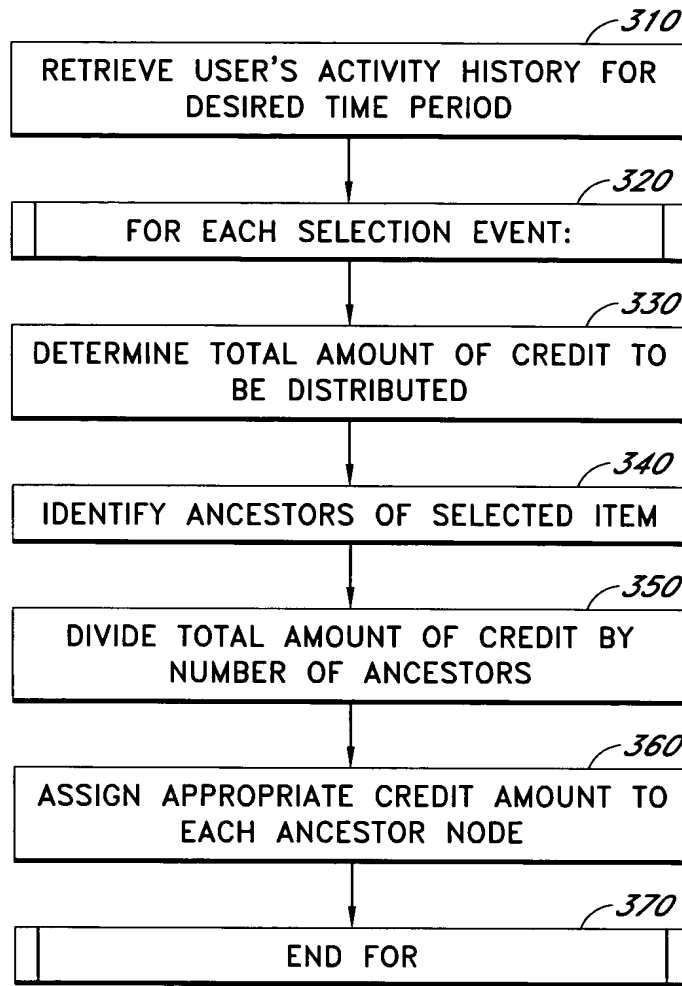 310
RETRIEVE USER'S ACTIVITY HISTORY FOR
DESIRED TIME PERIOD
320
FOR EACH SELECTION EVENT:
330
DETERMINE TOTAL AMOUNT OF CREDIT TO
BE DISTRIBUTED
340
IDENTIFY ANCESTORS OF SELECTED ITEM
350
DIVIDE TOTAL AMOUNT OF CREDIT BY
NUMBER OF ANCESTORS
360
ASSIGN APPROPRIATE CREDIT AMOUNT TO
EACH ANCESTOR NODE
370
END FOR